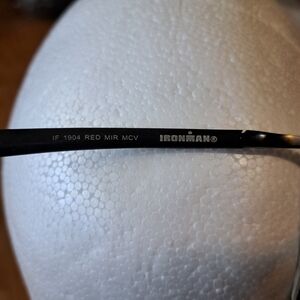 IF 1904 RED MIR MCV IRONMAN®